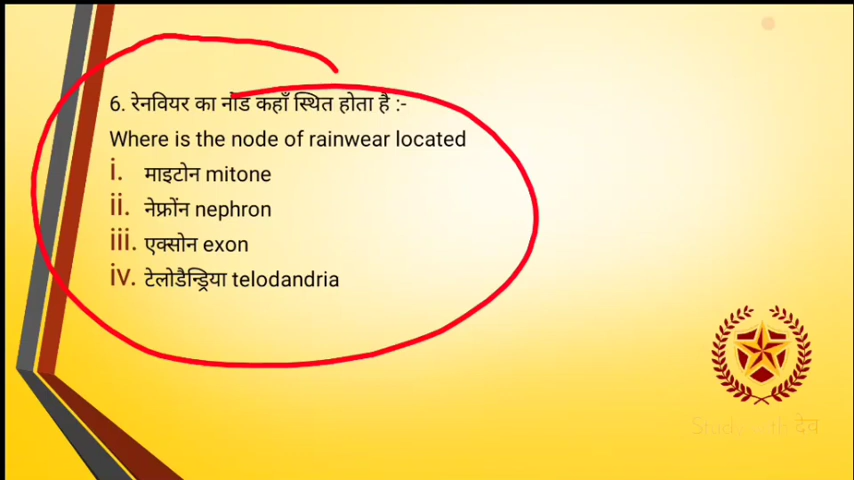 6. रेनवियर का नोड कहाँ स्थित होता है :-
Where is the node of rainwear located
i. माइटोन mitone
ii. नेफ्रोंन nephron
iii. एक्सोन exon
iv. टेलोडैन्ड्रिया telodandria
देव